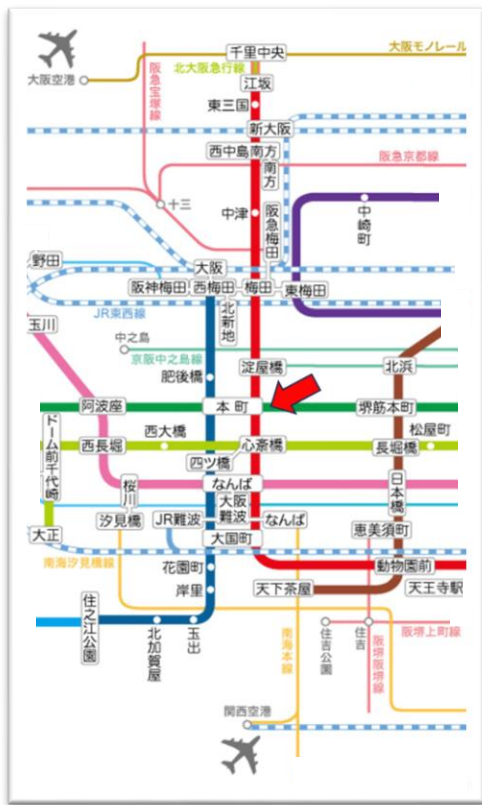 大阪モノレール
千里中央
北大阪急行線
大阪空港
阪急宝塚線
江坂
東三国
新大阪
西中島南方
南方
阪急京都線
十三
中津
阪急梅田
中崎町
野田
大阪
阪神梅田
西梅田
梅田
東梅田
北新地
JR東西線
玉川
中之島
京阪中之島線
淀屋橋
北浜
肥後橋
阿波座
本町
堺筋本町
ドーム前千代崎
西長堀
西大橋
心斎橋
松屋町
長堀橋
四ツ橋
桜川
なんば
日本橋
大阪難波
汐見橋
JR難波
なんば
恵美須町
大正
大国町
南海汐見橋線
花園町
動物園前
岸里
天下茶屋
天王寺駅
住之江公園
北加賀屋
玉出
南海本線
住吉公園
住吉
阪堺阪堺線
阪堺上町線
関西空港